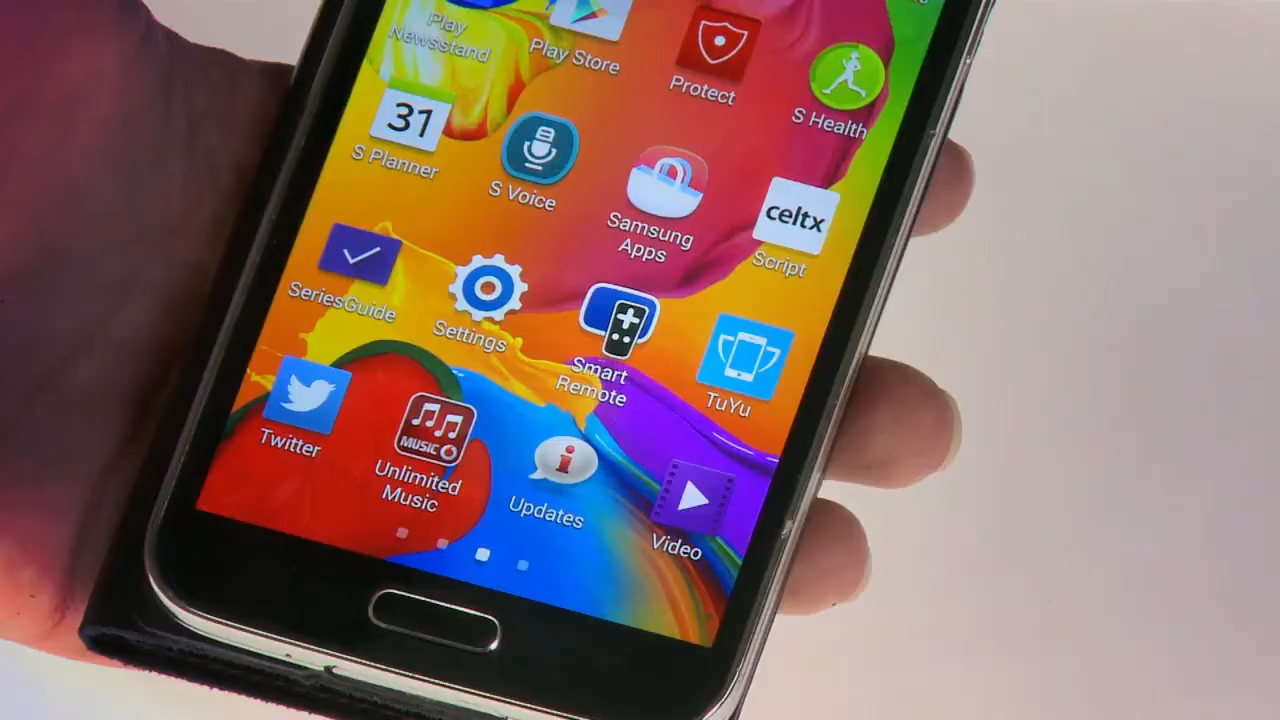 Play
Newsstand
Play Store
Protect
S Health
31
S Planner
S Voice
Samsung
Apps
celtx
Script
SeriesGuide
Settings
Smart
Remote
TuYu
Twitter
MUSIC
Unlimited
Music
i
Updates
Video